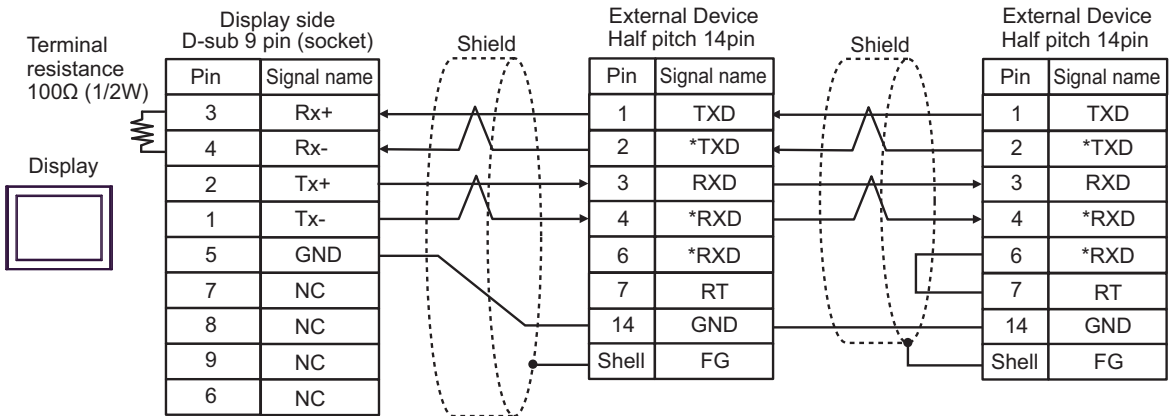 Terminal
resistance
100Ω (1/2W)
Display
Display side
D-sub 9 pin (socket)
Pin Signal name
3 Rx+
4 Rx-
2 Tx+
1 Tx-
5 GND
7 NC
8 NC
9 NC
6 NC
Shield
External Device
Half pitch 14pin
Pin Signal name
1 TXD
2 *TXD
3 RXD
4 *RXD
6 *RXD
7 RT
14 GND
Shell FG
Shield
External Device
Half pitch 14pin
Pin Signal name
1 TXD
2 *TXD
3 RXD
4 *RXD
6 *RXD
7 RT
14 GND
Shell FG